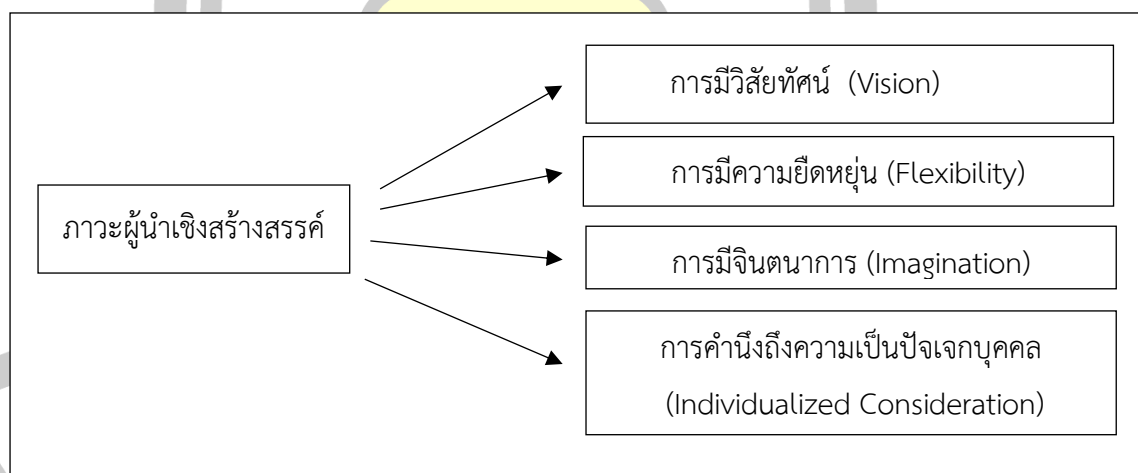 ภาวะผู้นำเชิงสร้างสรรค์
การมีวิสัยทัศน์ (Vision)
การมีความยืดหยุ่น (Flexibility)
การมีจินตนาการ (Imagination)
การคำนึงถึงความเป็นปัจเจกบุคคล
(Individualized Consideration)